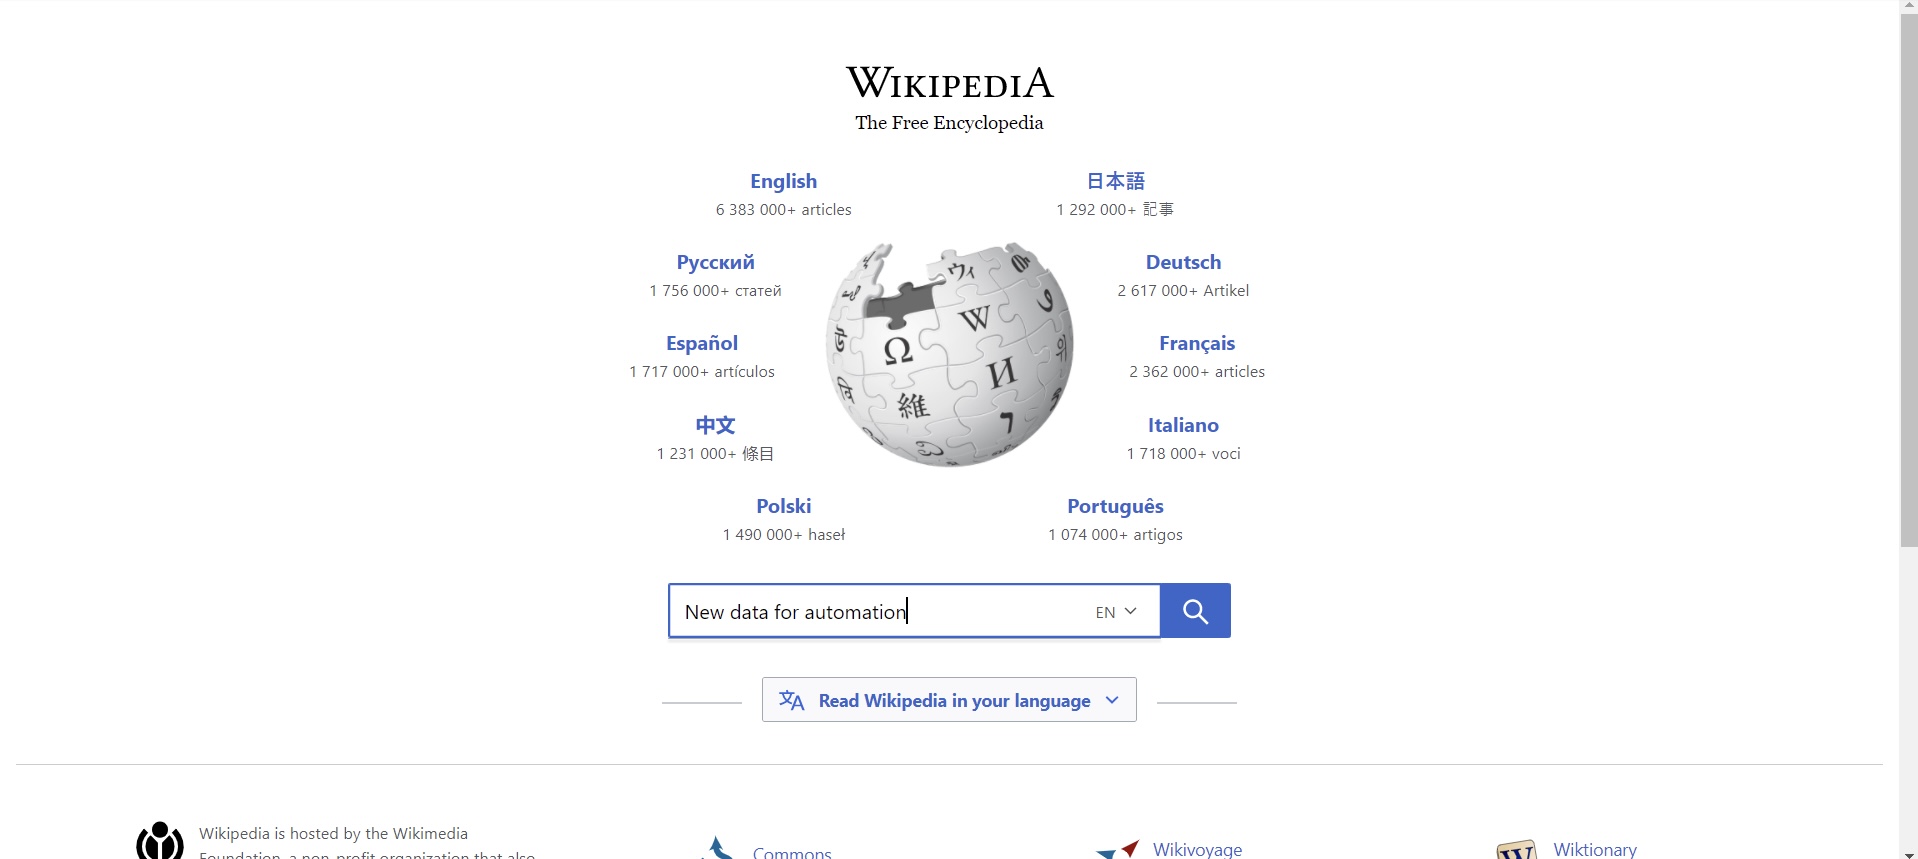 WIKIPEDIA
The Free Encyclopedia
English
6 383 000+ articles
日本語
1 292 000+ 記事
Русский
1 756 000+ статей
Deutsch
2 617 000+ Artikel
Español
1 717 000+ artículos
Français
2 362 000+ articles
中文
1 231 000+ 條目
Italiano
1 718 000+ voci
Polski
1 490 000+ haseł
Português
1 074 000+ artigos
Ω
W
И
維
ウィ
New data for automation
EN
Read Wikipedia in your language
Wikipedia is hosted by the Wikimedia
Foundation, a non-profit organization that also
Commons
Wikivoyage
Wiktionary